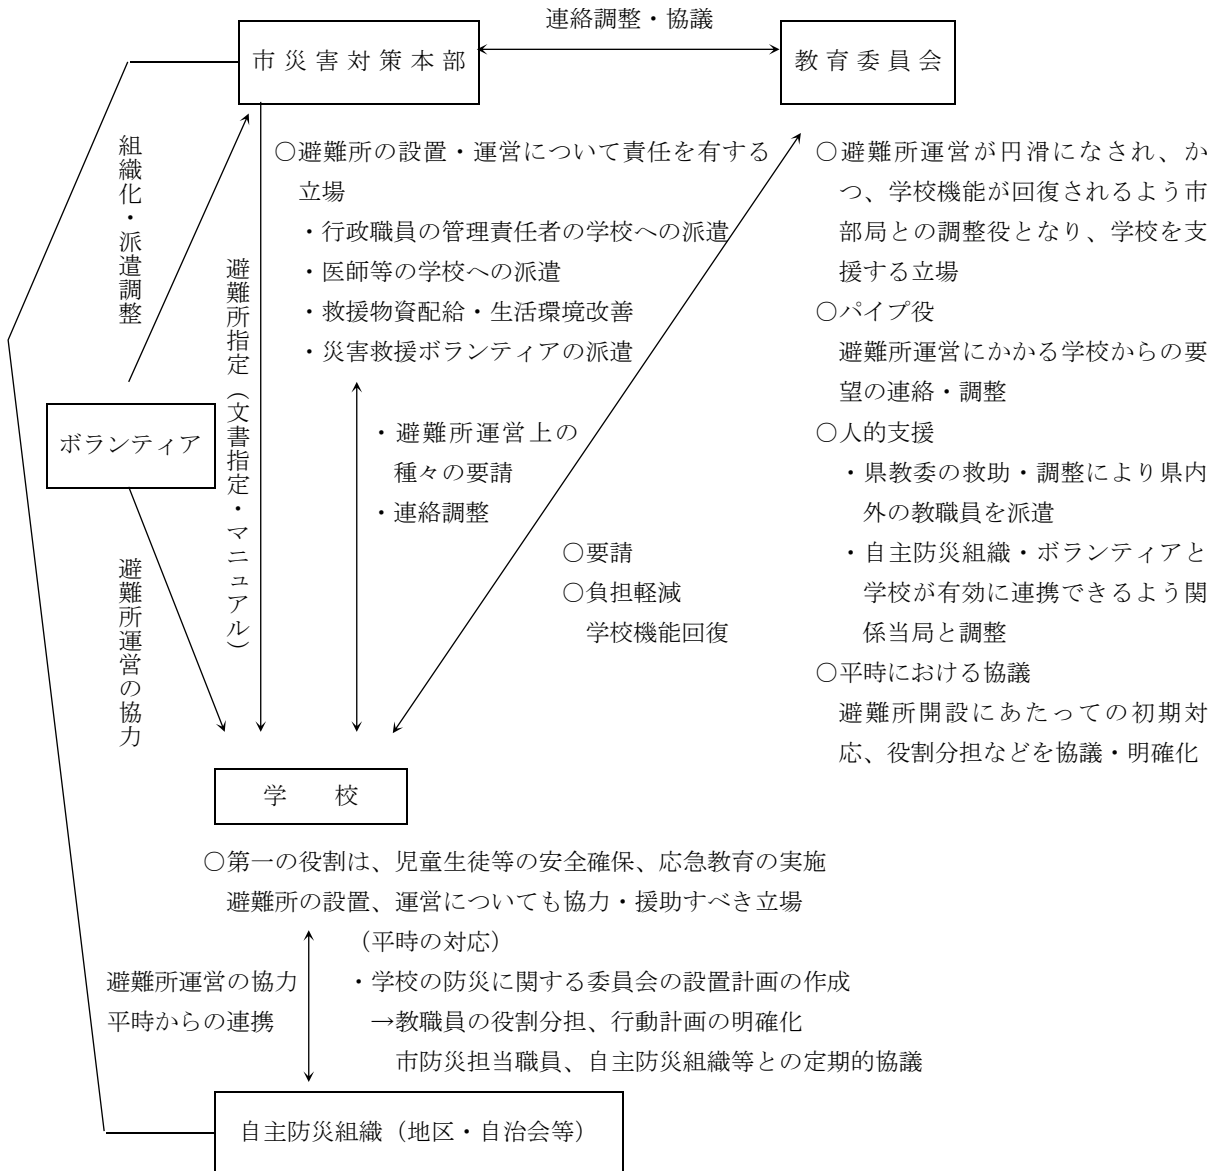 連絡調整・協議
市災害対策本部
教育委員会
組織化・派遣調整
避難所指定（文書指定・マニュアル）
○避難所の設置・運営について責任を有する
立場
・行政職員の管理責任者の学校への派遣
・医師等の学校への派遣
・救援物資配給・生活環境改善
・災害救援ボランティアの派遣
○避難所運営が円滑になされ、か
つ、学校機能が回復されるよう市
部局との調整役となり、学校を支
援する立場
○パイプ役
避難所運営にかかる学校からの要
望の連絡・調整
○人的支援
・県教委の救助・調整により県内
外の教職員を派遣
・自主防災組織・ボランティアと
学校が有効に連携できるよう関
係当局と調整
○平時における協議
避難所開設にあたっての初期対
応、役割分担などを協議・明確化
ボランティア
・避難所運営上の
種々の要請
・連絡調整
○要請
○負担軽減
学校機能回復
避難所運営の協力
学　校
○第一の役割は、児童生徒等の安全確保、応急教育の実施
避難所の設置、運営についても協力・援助すべき立場
（平時の対応）
・学校の防災に関する委員会の設置計画の作成
→教職員の役割分担、行動計画の明確化
市防災担当職員、自主防災組織等との定期的協議
避難所運営の協力
平時からの連携
自主防災組織（地区・自治会等）